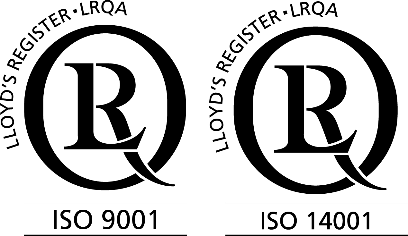 LLOYD'S REGISTER · LRQA
LR
ISO 9001
LLOYD'S REGISTER · LRQA
LR
ISO 14001